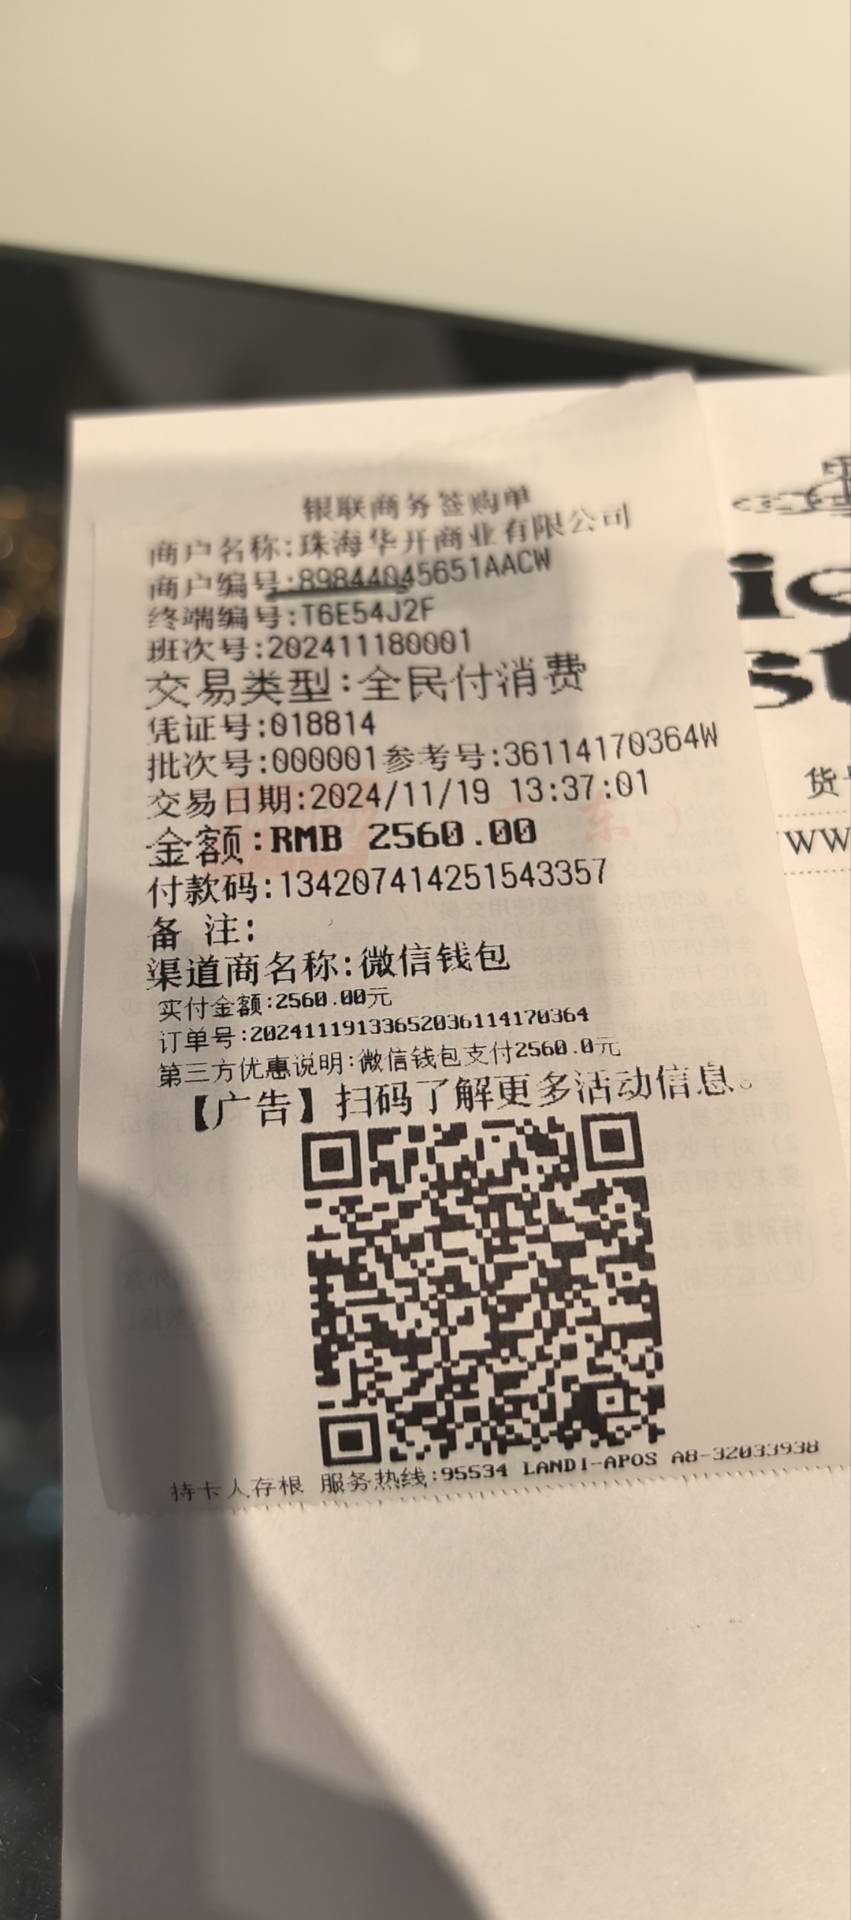 银联商务签购单
商户名称:珠海华开商业有限公司
商户编号:89844045651AACW
终端编号:T6E54J2F
班次号:202411180001
交易类型:全民付消费
凭证号:018814
批次号:000001参考号:36114170364W
交易日期:2024/11/19 13:37:01
金额:RMB 2560.00
付款码:134207414251543357
备 注:
渠道商名称:微信钱包
实付金额:2560.00元
订单号:20241119133652036114170364
第三方优惠说明:微信钱包支付2560.0元
【广告】扫码了解更多活动信息。
持卡人存根 服务热线:95534 LANDI-APOS A8-32033938
货号
WW